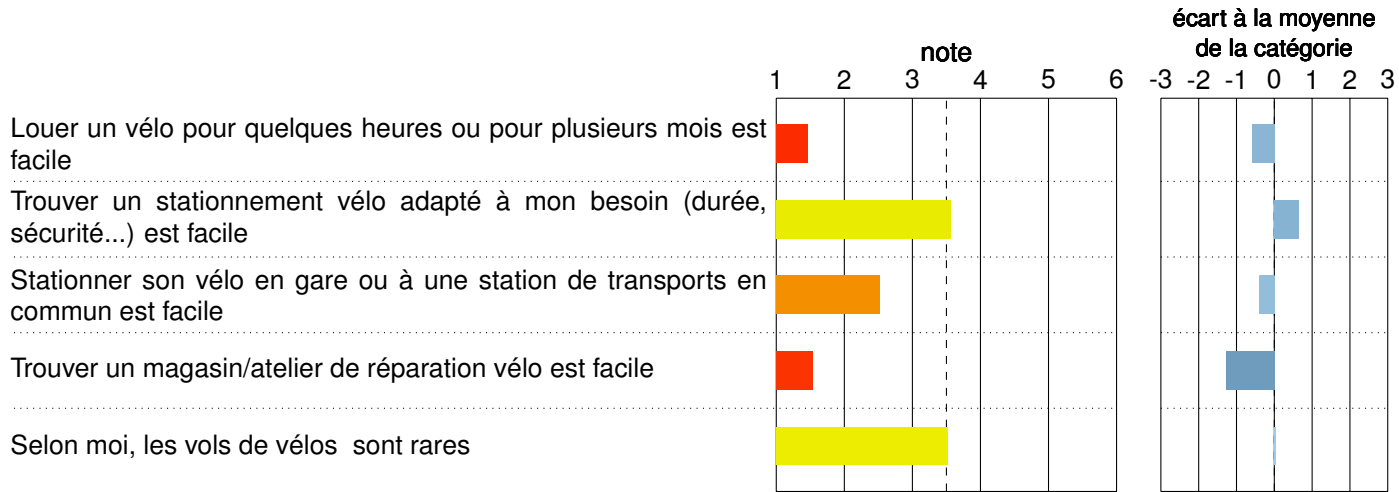 écart à la moyenne
note de la catégorie
1 2 3 4 5 6 -3 -2 -1 0 1 2 3
Louer un vélo pour quelques heures ou pour plusieurs mois est
facile
Trouver un stationnement vélo adapté à mon besoin (durée,
sécurité...) est facile
Stationner son vélo en gare ou à une station de transports en
commun est facile
Trouver un magasin/atelier de réparation vélo est facile
Selon moi, les vols de vélos sont rares